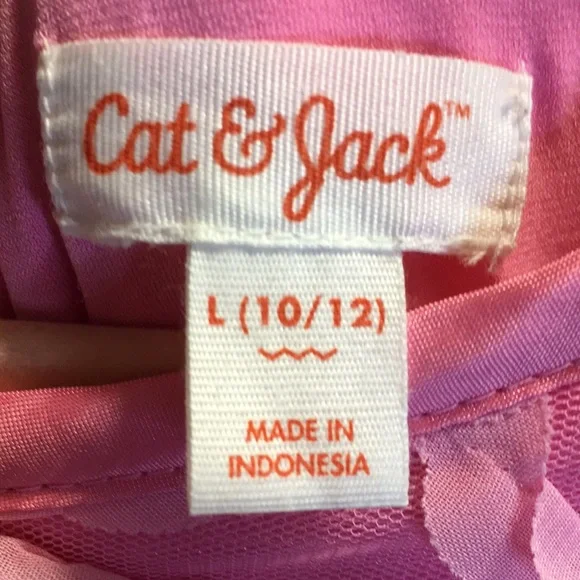 Cat & Jack™
L (10/12)
MADE IN
INDONESIA